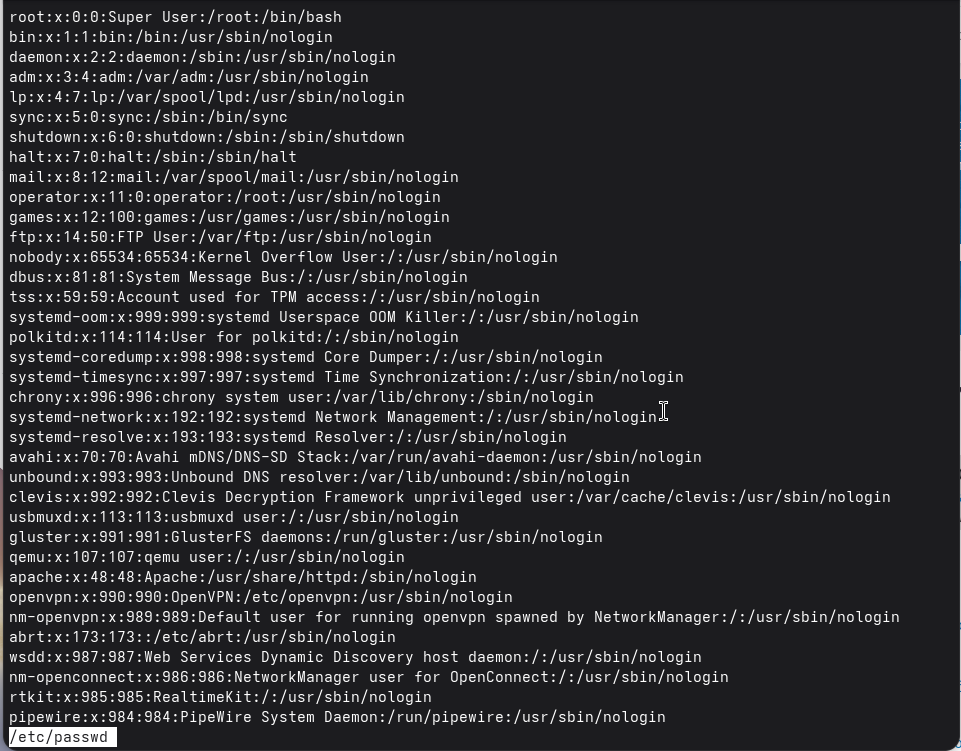 root:x:0:0:Super User:/root:/bin/bash
bin:x:1:1:bin:/bin:/usr/sbin/nologin
daemon:x:2:2:daemon:/sbin:/usr/sbin/nologin
adm:x:3:4:adm:/var/adm:/usr/sbin/nologin
lp:x:4:7:lp:/var/spool/lpd:/usr/sbin/nologin
sync:x:5:0:sync:/sbin:/bin/sync
shutdown:x:6:0:shutdown:/sbin:/sbin/shutdown
halt:x:7:0:halt:/sbin:/sbin/halt
mail:x:8:12:mail:/var/spool/mail:/usr/sbin/nologin
operator:x:11:0:operator:/root:/usr/sbin/nologin
games:x:12:100:games:/usr/games:/usr/sbin/nologin
ftp:x:14:50:FTP User:/var/ftp:/usr/sbin/nologin
nobody:x:65534:65534:Kernel Overflow User:/:/usr/sbin/nologin
dbus:x:81:81:System Message Bus:/:/usr/sbin/nologin
tss:x:59:59:Account used for TPM access:/:/usr/sbin/nologin
systemd-oom:x:999:999:systemd Userspace OOM Killer:/:/usr/sbin/nologin
polkitd:x:114:114:User for polkitd:/:/sbin/nologin
systemd-coredump:x:998:998:systemd Core Dumper:/:/usr/sbin/nologin
systemd-timesync:x:997:997:systemd Time Synchronization:/:/usr/sbin/nologin
chrony:x:996:996:chrony system user:/var/lib/chrony:/sbin/nologin
systemd-network:x:192:192:systemd Network Management:/:/usr/sbin/nologin
systemd-resolve:x:193:193:systemd Resolver:/:/usr/sbin/nologin
avahi:x:70:70:Avahi mDNS/DNS-SD Stack:/var/run/avahi-daemon:/usr/sbin/nologin
unbound:x:993:993:Unbound DNS resolver:/var/lib/unbound:/sbin/nologin
clevis:x:992:992:Clevis Decryption Framework unprivileged user:/var/cache/clevis:/usr/sbin/nologin
usbmuxd:x:113:113:usbmuxd user:/:/usr/sbin/nologin
gluster:x:991:991:GlusterFS daemons:/run/gluster:/usr/sbin/nologin
qemu:x:107:107:qemu user:/:/usr/sbin/nologin
apache:x:48:48:Apache:/usr/share/httpd:/sbin/nologin
openvpn:x:990:990:OpenVPN:/etc/openvpn:/usr/sbin/nologin
nm-openvpn:x:989:989:Default user for running openvpn spawned by NetworkManager:/:/usr/sbin/nologin
abrt:x:173:173::/etc/abrt:/usr/sbin/nologin
wsdd:x:987:987:Web Services Dynamic Discovery host daemon:/:/usr/sbin/nologin
nm-openconnect:x:986:986:NetworkManager user for OpenConnect:/:/usr/sbin/nologin
rtkit:x:985:985:RealtimeKit:/:/usr/sbin/nologin
pipewire:x:984:984:PipeWire System Daemon:/run/pipewire:/usr/sbin/nologin
/etc/passwd